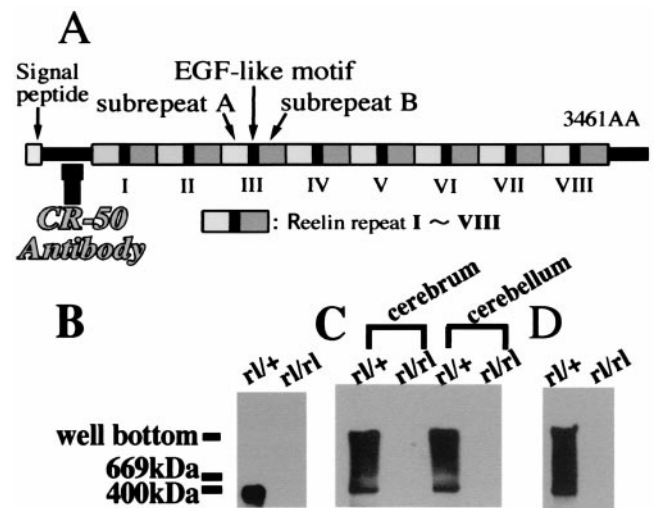 A
Signal
peptide
EGF-like motif
subrepeat A
subrepeat B
3461AA
I II III IV V VI VII VIII
CR-50
Antibody
: Reelin repeat I ~ VIII
B
C
cerebrum
cerebellum
D
rl/+ rl/rl
rl/+ rl/rl rl/+ rl/rl
rl/+ rl/rl
well bottom
669kDa
400kDa